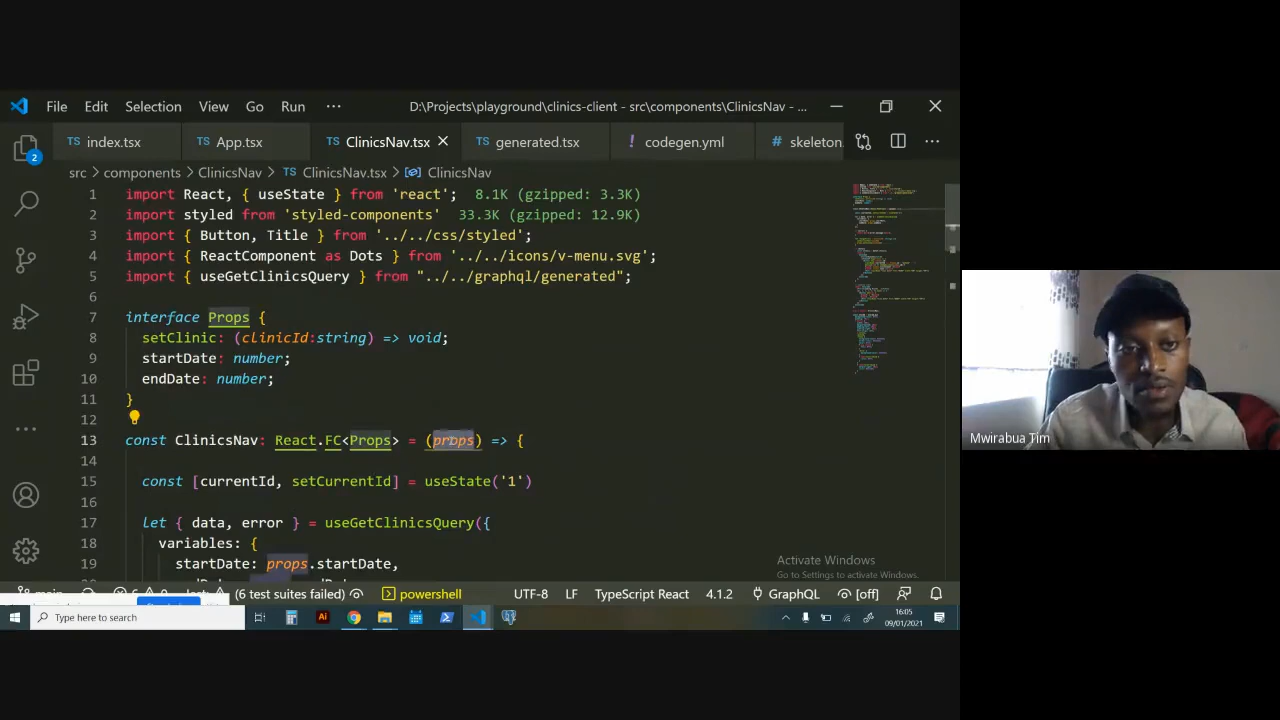 File Edit Selection View Go Run ··· D:\Projects\playground\clinics-client - src\components\ClinicsNav - ...
TS index.tsx TS App.tsx TS ClinicsNav.tsx TS generated.tsx ! codegen.yml # skeleton.
src > components > ClinicsNav > TS ClinicsNav.tsx > ClinicsNav
2
1 import React, { useState } from 'react'; 8.1K (gzipped: 3.3K)
2 import styled from 'styled-components' 33.3K (gzipped: 12.9K)
3 import { Button, Title } from '../../css/styled';
4 import { ReactComponent as Dots } from '../../icons/v-menu.svg';
5 import { useGetClinicsQuery } from "../../graphql/generated";
6
7 interface Props {
8 setClinic: (clinicId:string) => void;
9 startDate: number;
10 endDate: number;
11 }
12
13 const ClinicsNav: React.FC<Props> = (props) => {
14
15 const [currentId, setCurrentId] = useState('1')
16
17 let { data, error } = useGetClinicsQuery({
18 variables: {
19 startDate: props.startDate,
Activate Windows
Go to Settings to activate Windows.
(6 test suites failed) powershell UTF-8 LF TypeScript React 4.1.2 GraphQL [off]
Type here to search
Ai
16:05
09/01/2021
Mwirabua Tim